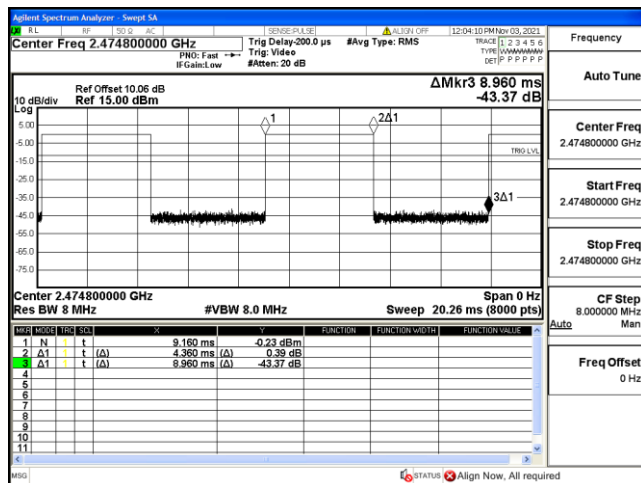 Agilent Spectrum Analyzer - Swept SA
RL RF 50 Ω AC SENSE:PULSE ALIGN OFF 12:04:10 PM Nov 03, 2021
Center Freq 2.474800000 GHz
PNO: Fast
IFGain:Low
Trig Delay-200.0 µs
Trig: Video
#Atten: 20 dB
#Avg Type: RMS
TRACE 1 2 3 4 5 6
TYPE WWWWWW
DET P P P P P P
Ref Offset 10.06 dB
10 dB/div Ref 15.00 dBm
Log
ΔMkr3 8.960 ms
-43.37 dB
5.00
-5.00
-15.0
-25.0
-35.0
-45.0
-55.0
-65.0
-75.0
1
2Δ1
3Δ1
TRIG LVL
Center 2.474800000 GHz Span 0 Hz
Res BW 8 MHz #VBW 8.0 MHz Sweep 20.26 ms (8000 pts)
MKR MODE TRC SCL X Y FUNCTION FUNCTION WIDTH FUNCTION VALUE
1 N 1 t 9.160 ms -0.23 dBm
2 Δ1 1 t (Δ) 4.360 ms (Δ) 0.39 dB
3 Δ1 1 t (Δ) 8.960 ms (Δ) -43.37 dB
4
5
6
7
8
9
10
11
MSG STATUS Align Now, All required
Frequency
Auto Tune
Center Freq
2.474800000 GHz
Start Freq
2.474800000 GHz
Stop Freq
2.474800000 GHz
CF Step
8.000000 MHz
Auto Man
Freq Offset
0 Hz